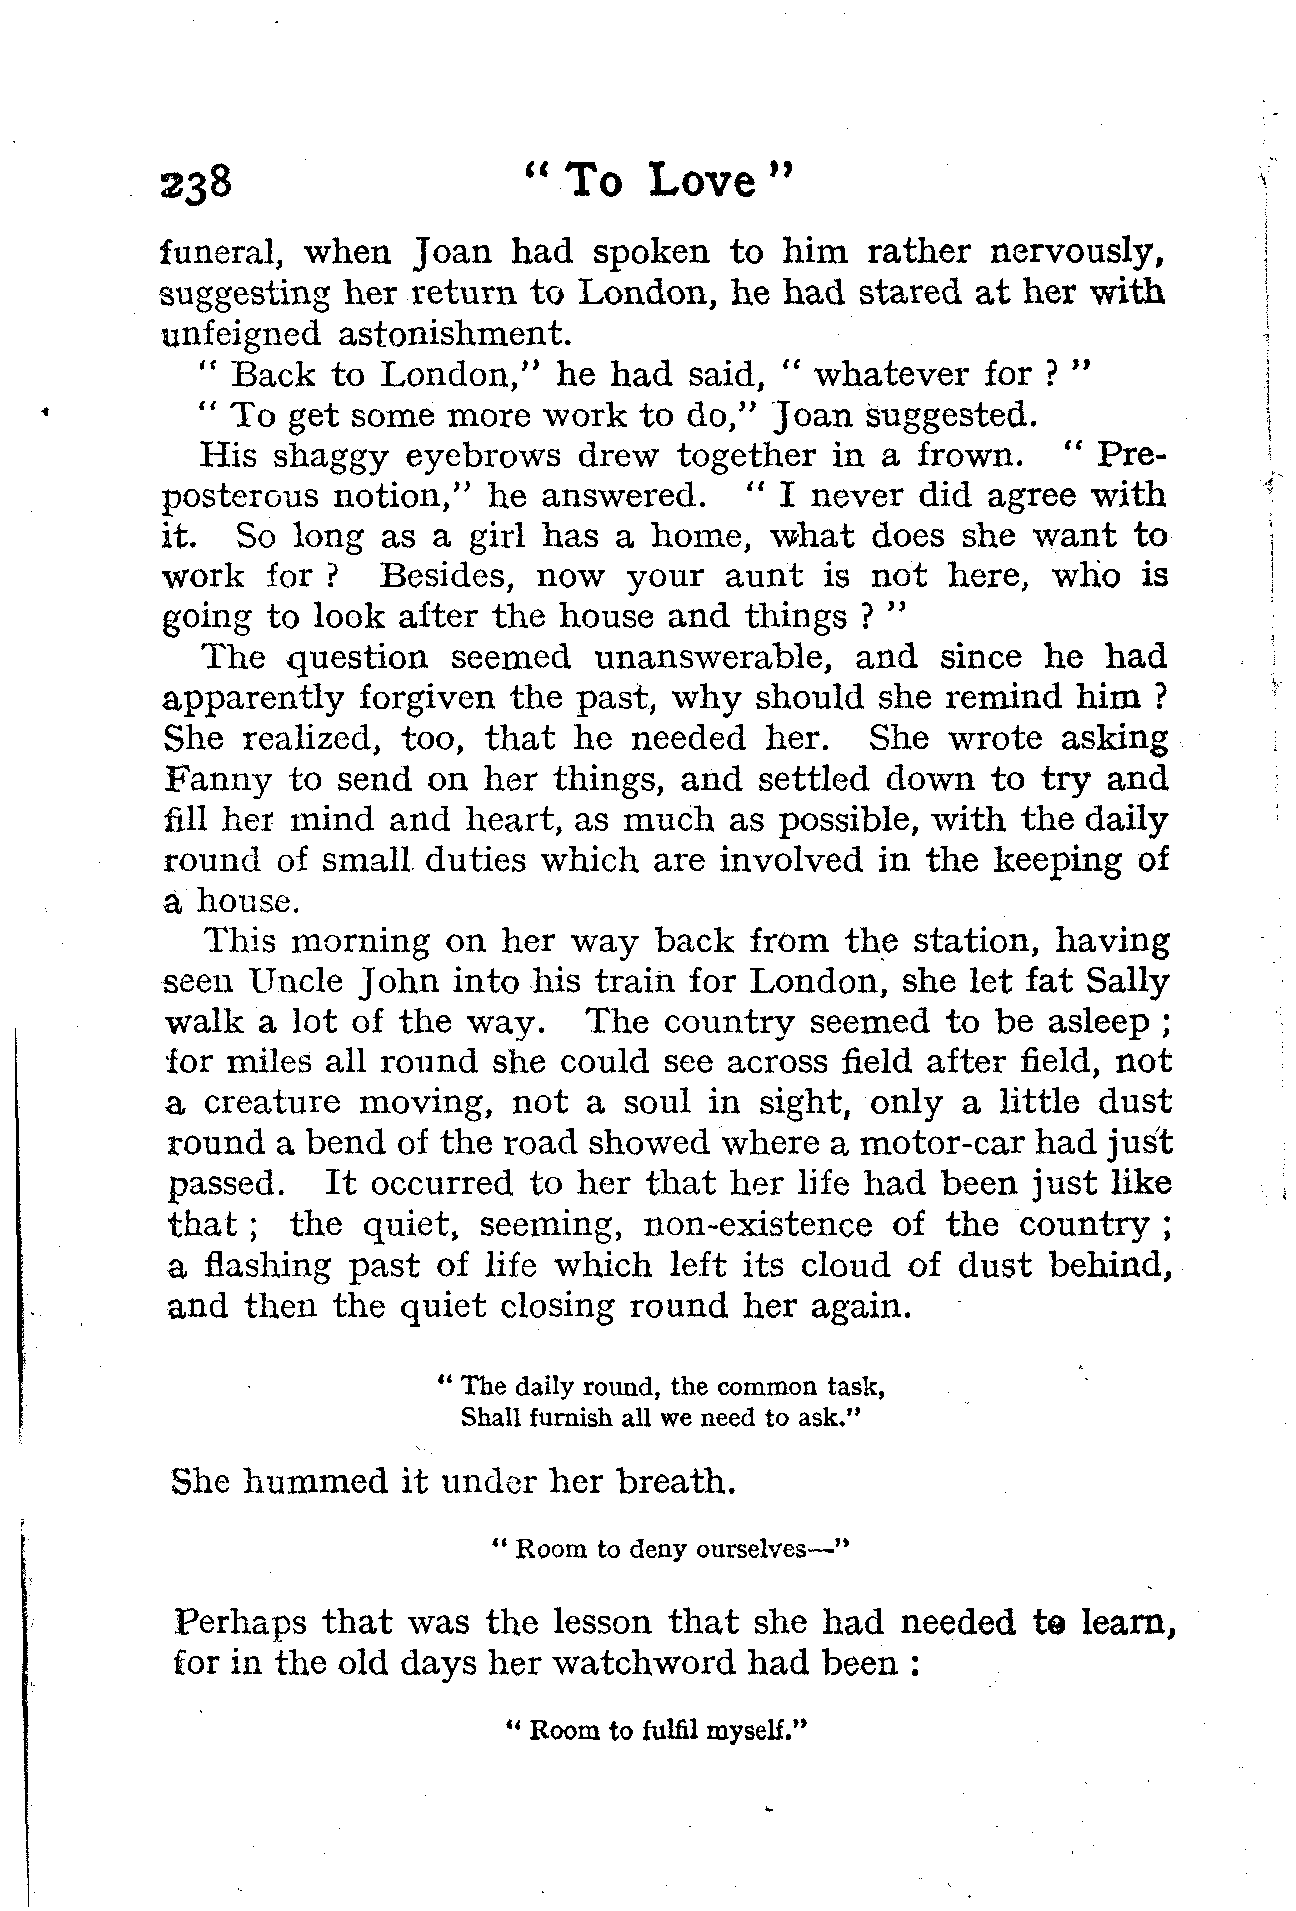 238 “ To Love ”
funeral, when Joan had spoken to him rather nervously,
suggesting her return to London, he had stared at her with
unfeigned astonishment.
“ Back to London,” he had said, “ whatever for ? ”
“ To get some more work to do,” Joan suggested.
His shaggy eyebrows drew together in a frown. “ Pre-
posterous notion,” he answered. “ I never did agree with
it. So long as a girl has a home, what does she want to
work for ? Besides, now your aunt is not here, who is
going to look after the house and things ? ”
The question seemed unanswerable, and since he had
apparently forgiven the past, why should she remind him ?
She realized, too, that he needed her. She wrote asking
Fanny to send on her things, and settled down to try and
fill her mind and heart, as much as possible, with the daily
round of small duties which are involved in the keeping of
a house.
This morning on her way back from the station, having
seen Uncle John into his train for London, she let fat Sally
walk a lot of the way. The country seemed to be asleep ;
for miles all round she could see across field after field, not
a creature moving, not a soul in sight, only a little dust
round a bend of the road showed where a motor-car had just
passed. It occurred to her that her life had been just like
that ; the quiet, seeming, non-existence of the country ;
a flashing past of life which left its cloud of dust behind,
and then the quiet closing round her again.
“ The daily round, the common task,
Shall furnish all we need to ask.”
She hummed it under her breath.
“ Room to deny ourselves—”
Perhaps that was the lesson that she had needed to learn,
for in the old days her watchword had been :
“ Room to fulfil myself.”